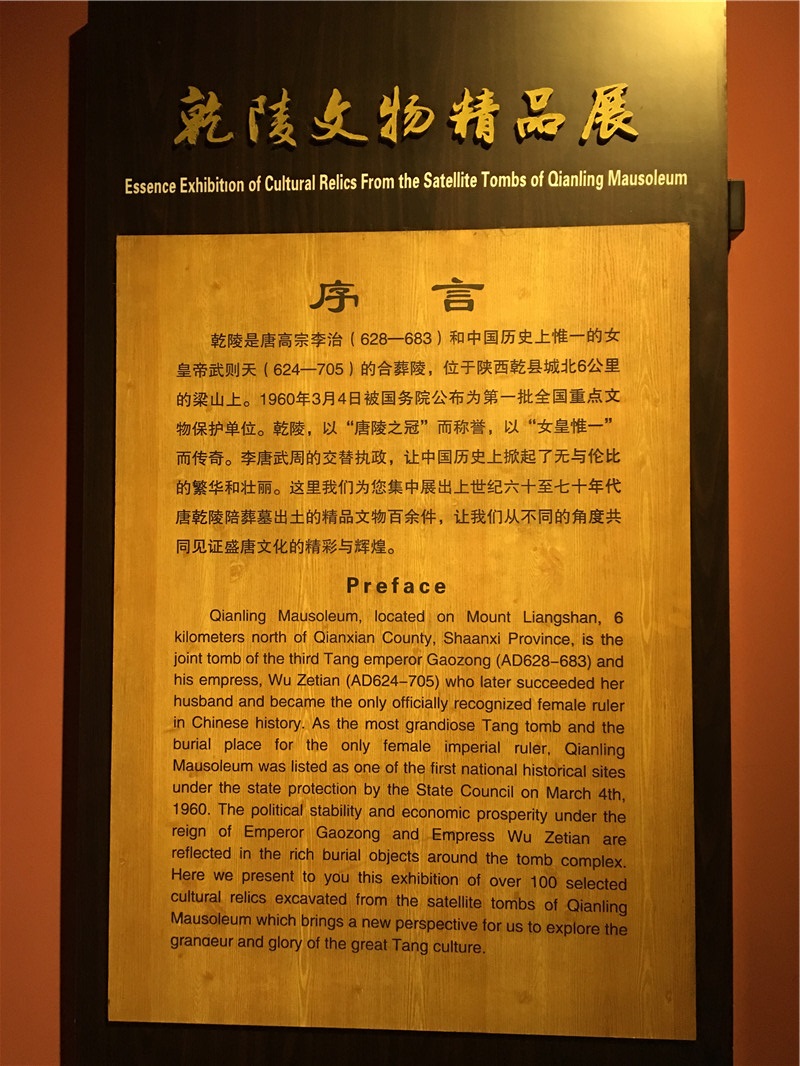 乾陵文物精品展
Essence Exhibition of Cultural Relics From the Satellite Tombs of Qianling Mausoleum
序言
乾陵是唐高宗李治（628—683）和中国历史上惟一的女
皇帝武则天（624—705）的合葬陵，位于陕西乾县城北6公里
的梁山上。1960年3月4日被国务院公布为第一批全国重点文
物保护单位。乾陵，以“唐陵之冠”而称誉，以“女皇惟一”
而传奇。李唐武周的交替执政，让中国历史上掀起了无与伦比
的繁华和壮丽。这里我们为您集中展出上世纪六十至七十年代
唐乾陵陪葬墓出土的精品文物百余件，让我们从不同的角度共
同见证盛唐文化的精彩与辉煌。
Preface
Qianling Mausoleum, located on Mount Liangshan, 6
kilometers north of Qianxian County, Shaanxi Province, is the
joint tomb of the third Tang emperor Gaozong (AD628–683) and
his empress, Wu Zetian (AD624–705) who later succeeded her
husband and became the only officially recognized female ruler
in Chinese history. As the most grandiose Tang tomb and the
burial place for the only female imperial ruler, Qianling
Mausoleum was listed as one of the first national historical sites
under the state protection by the State Council on March 4th,
1960. The political stability and economic prosperity under the
reign of Emperor Gaozong and Empress Wu Zetian are
reflected in the rich burial objects around the tomb complex.
Here we present to you this exhibition of over 100 selected
cultural relics excavated from the satellite tombs of Qianling
Mausoleum which brings a new perspective for us to explore the
grandeur and glory of the great Tang culture.